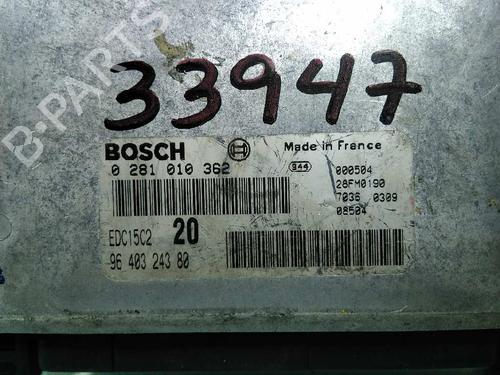 33947
B-PARTS
BOSCH
Made in France
0 281 010 362
000504
28FM0190
7036 0309
08504
EDC15C2 20
96 403 243 80